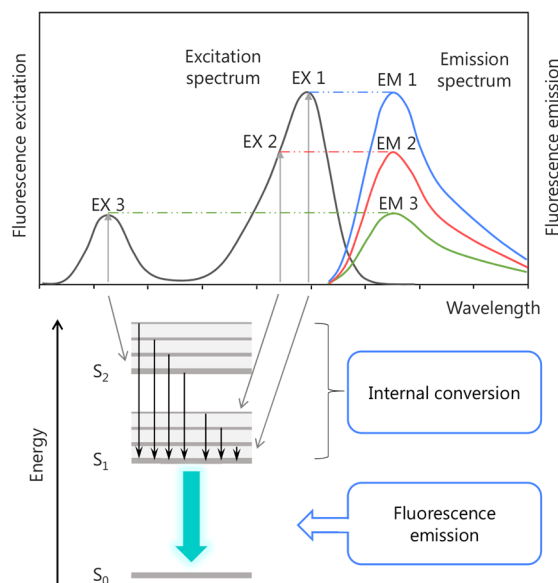 Fluorescence excitation
Excitation
spectrum
EX 1
EX 2
EX 3
EM 1
EM 2
EM 3
Emission
spectrum
Fluorescence emission
Wavelength
Energy
S2
S1
S0
Internal conversion
Fluorescence
emission